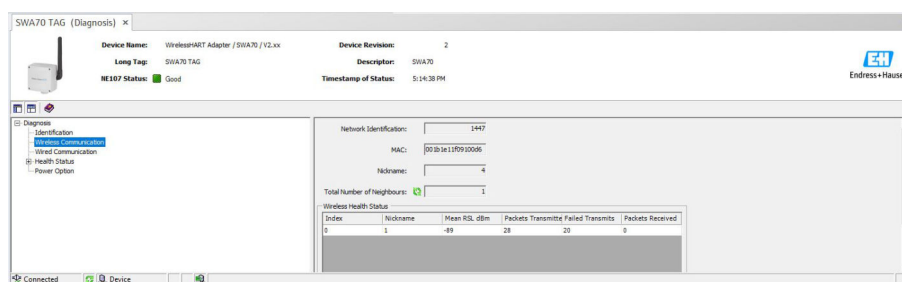 SWA70 TAG (Diagnosis) ×
Device Name: WirelessHART Adapter / SWA70 / V2.xx Device Revision: 2
Long Tag: SWA70 TAG Descriptor: SWA70
NE107 Status: Good Timestamp of Status: 5:14:38 PM
EH
Endress+Hause
Diagnosis
Identification
Wireless Communication
Wired Communication
Health Status
Power Option
Network Identification: 1447
MAC: 001b1e11f09100d6
Nickname: 4
Total Number of Neighbours: 1
Wireless Health Status
Index Nickname Mean RSL dBm Packets Transmitte Failed Transmits Packets Received
0 1 -89 28 20 0
Connected Device